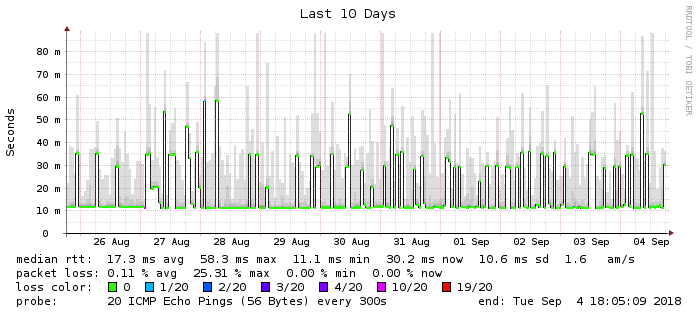 Last 10 Days
RRDTOOL / TOBI OETIKER
Seconds
80 m
70 m
60 m
50 m
40 m
30 m
20 m
10 m
0
26 Aug 27 Aug 28 Aug 29 Aug 30 Aug 31 Aug 01 Sep 02 Sep 03 Sep 04 Sep
median rtt: 17.3 ms avg 58.3 ms max 11.1 ms min 30.2 ms now 10.6 ms sd 1.6 am/s
packet loss: 0.11 % avg 25.31 % max 0.00 % min 0.00 % now
loss color: 0 1/20 2/20 3/20 4/20 10/20 19/20
probe: 20 ICMP Echo Pings (56 Bytes) every 300s end: Tue Sep 4 18:05:09 2018